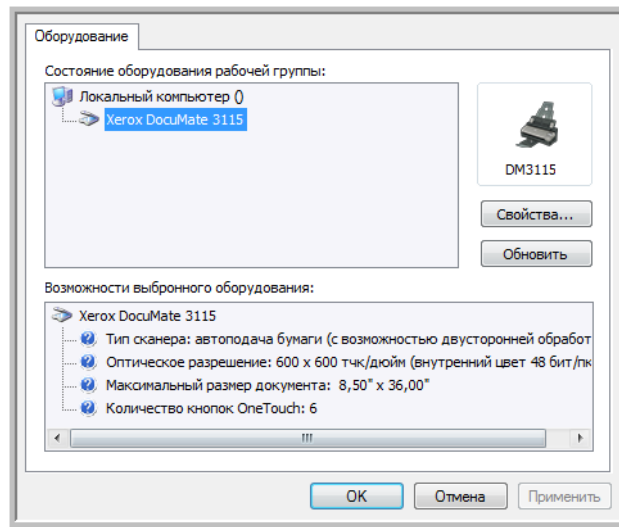 Оборудование
Состояние оборудования рабочей группы:
Локальный компьютер ()
Xerox DocuMate 3115
DM3115
Свойства...
Обновить
Возможности выбронного оборудования:
Xerox DocuMate 3115
Тип сканера: автоподача бумаги (с возможностью двусторонней обработ
Оптическое разрешение: 600 x 600 тчк/дюйм (внутренний цвет 48 бит/пк
Максимальный размер документа: 8,50" x 36,00"
Количество кнопок OneTouch: 6
OK
Отмена
Применить